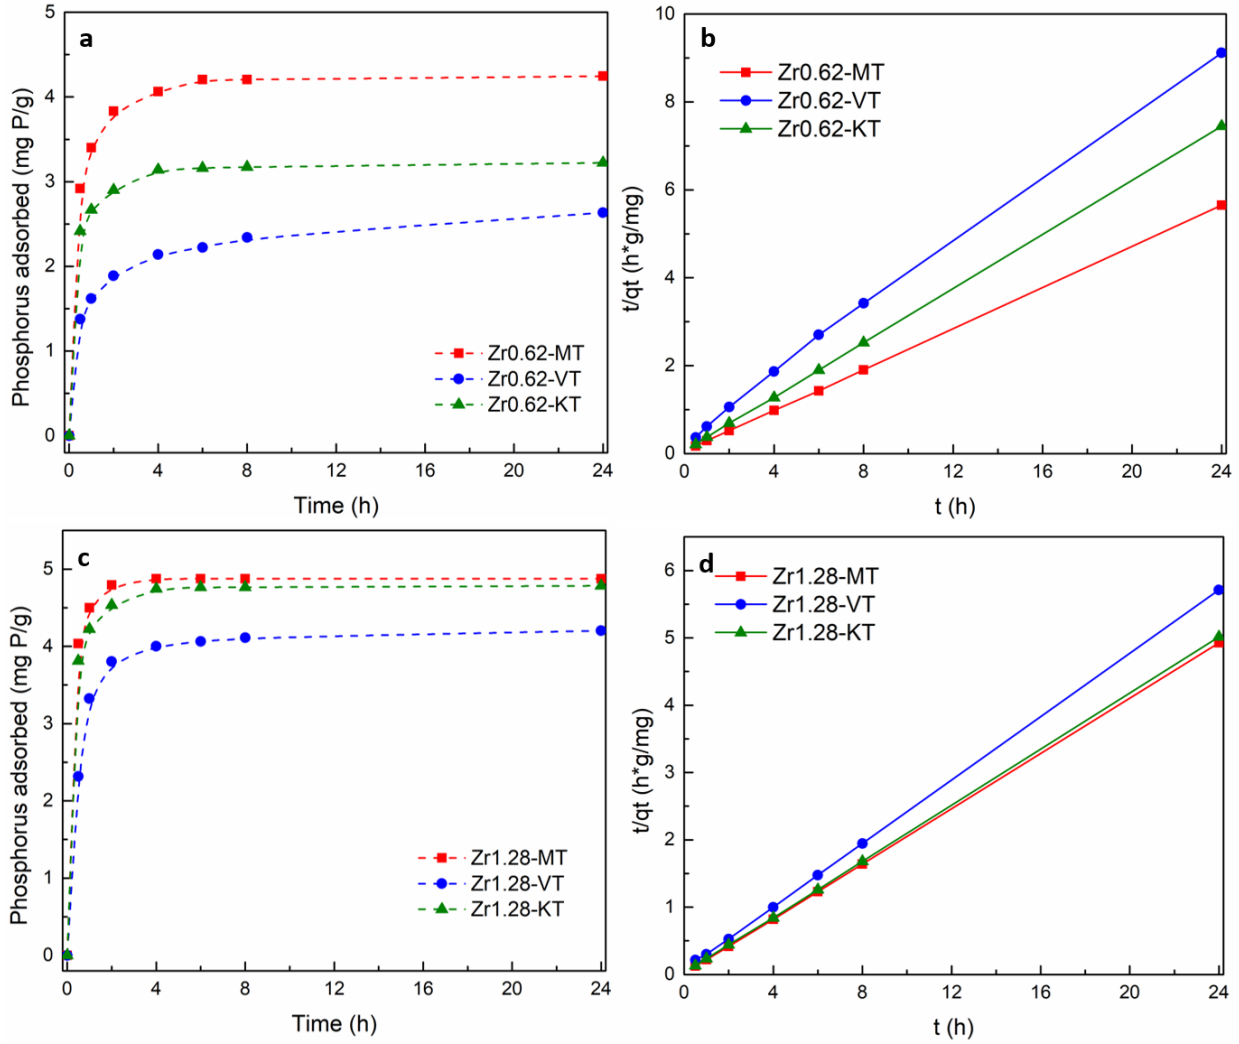 a
Phosphorus adsorbed (mg P/g)
5
4
3
2
1
0
Zr0.62-MT
Zr0.62-VT
Zr0.62-KT
0 4 8 12 16 20 24
Time (h)
b
t/qt (h*g/mg)
10
8
6
4
2
0
Zr0.62-MT
Zr0.62-VT
Zr0.62-KT
0 4 8 12 16 20 24
t (h)
c
Phosphorus adsorbed (mg P/g)
5
4
3
2
1
0
Zr1.28-MT
Zr1.28-VT
Zr1.28-KT
0 4 8 12 16 20 24
Time (h)
d
t/qt (h*g/mg)
6
5
4
3
2
1
0
Zr1.28-MT
Zr1.28-VT
Zr1.28-KT
0 4 8 12 16 20 24
t (h)